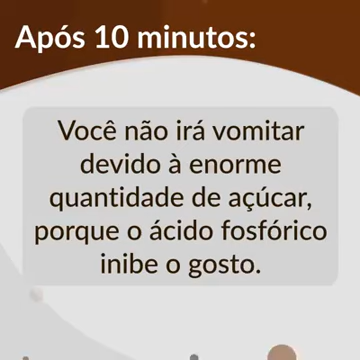 Após 10 minutos:
Você não irá vomitar
devido à enorme
quantidade de açúcar,
porque o ácido fosfórico
inibe o gosto.